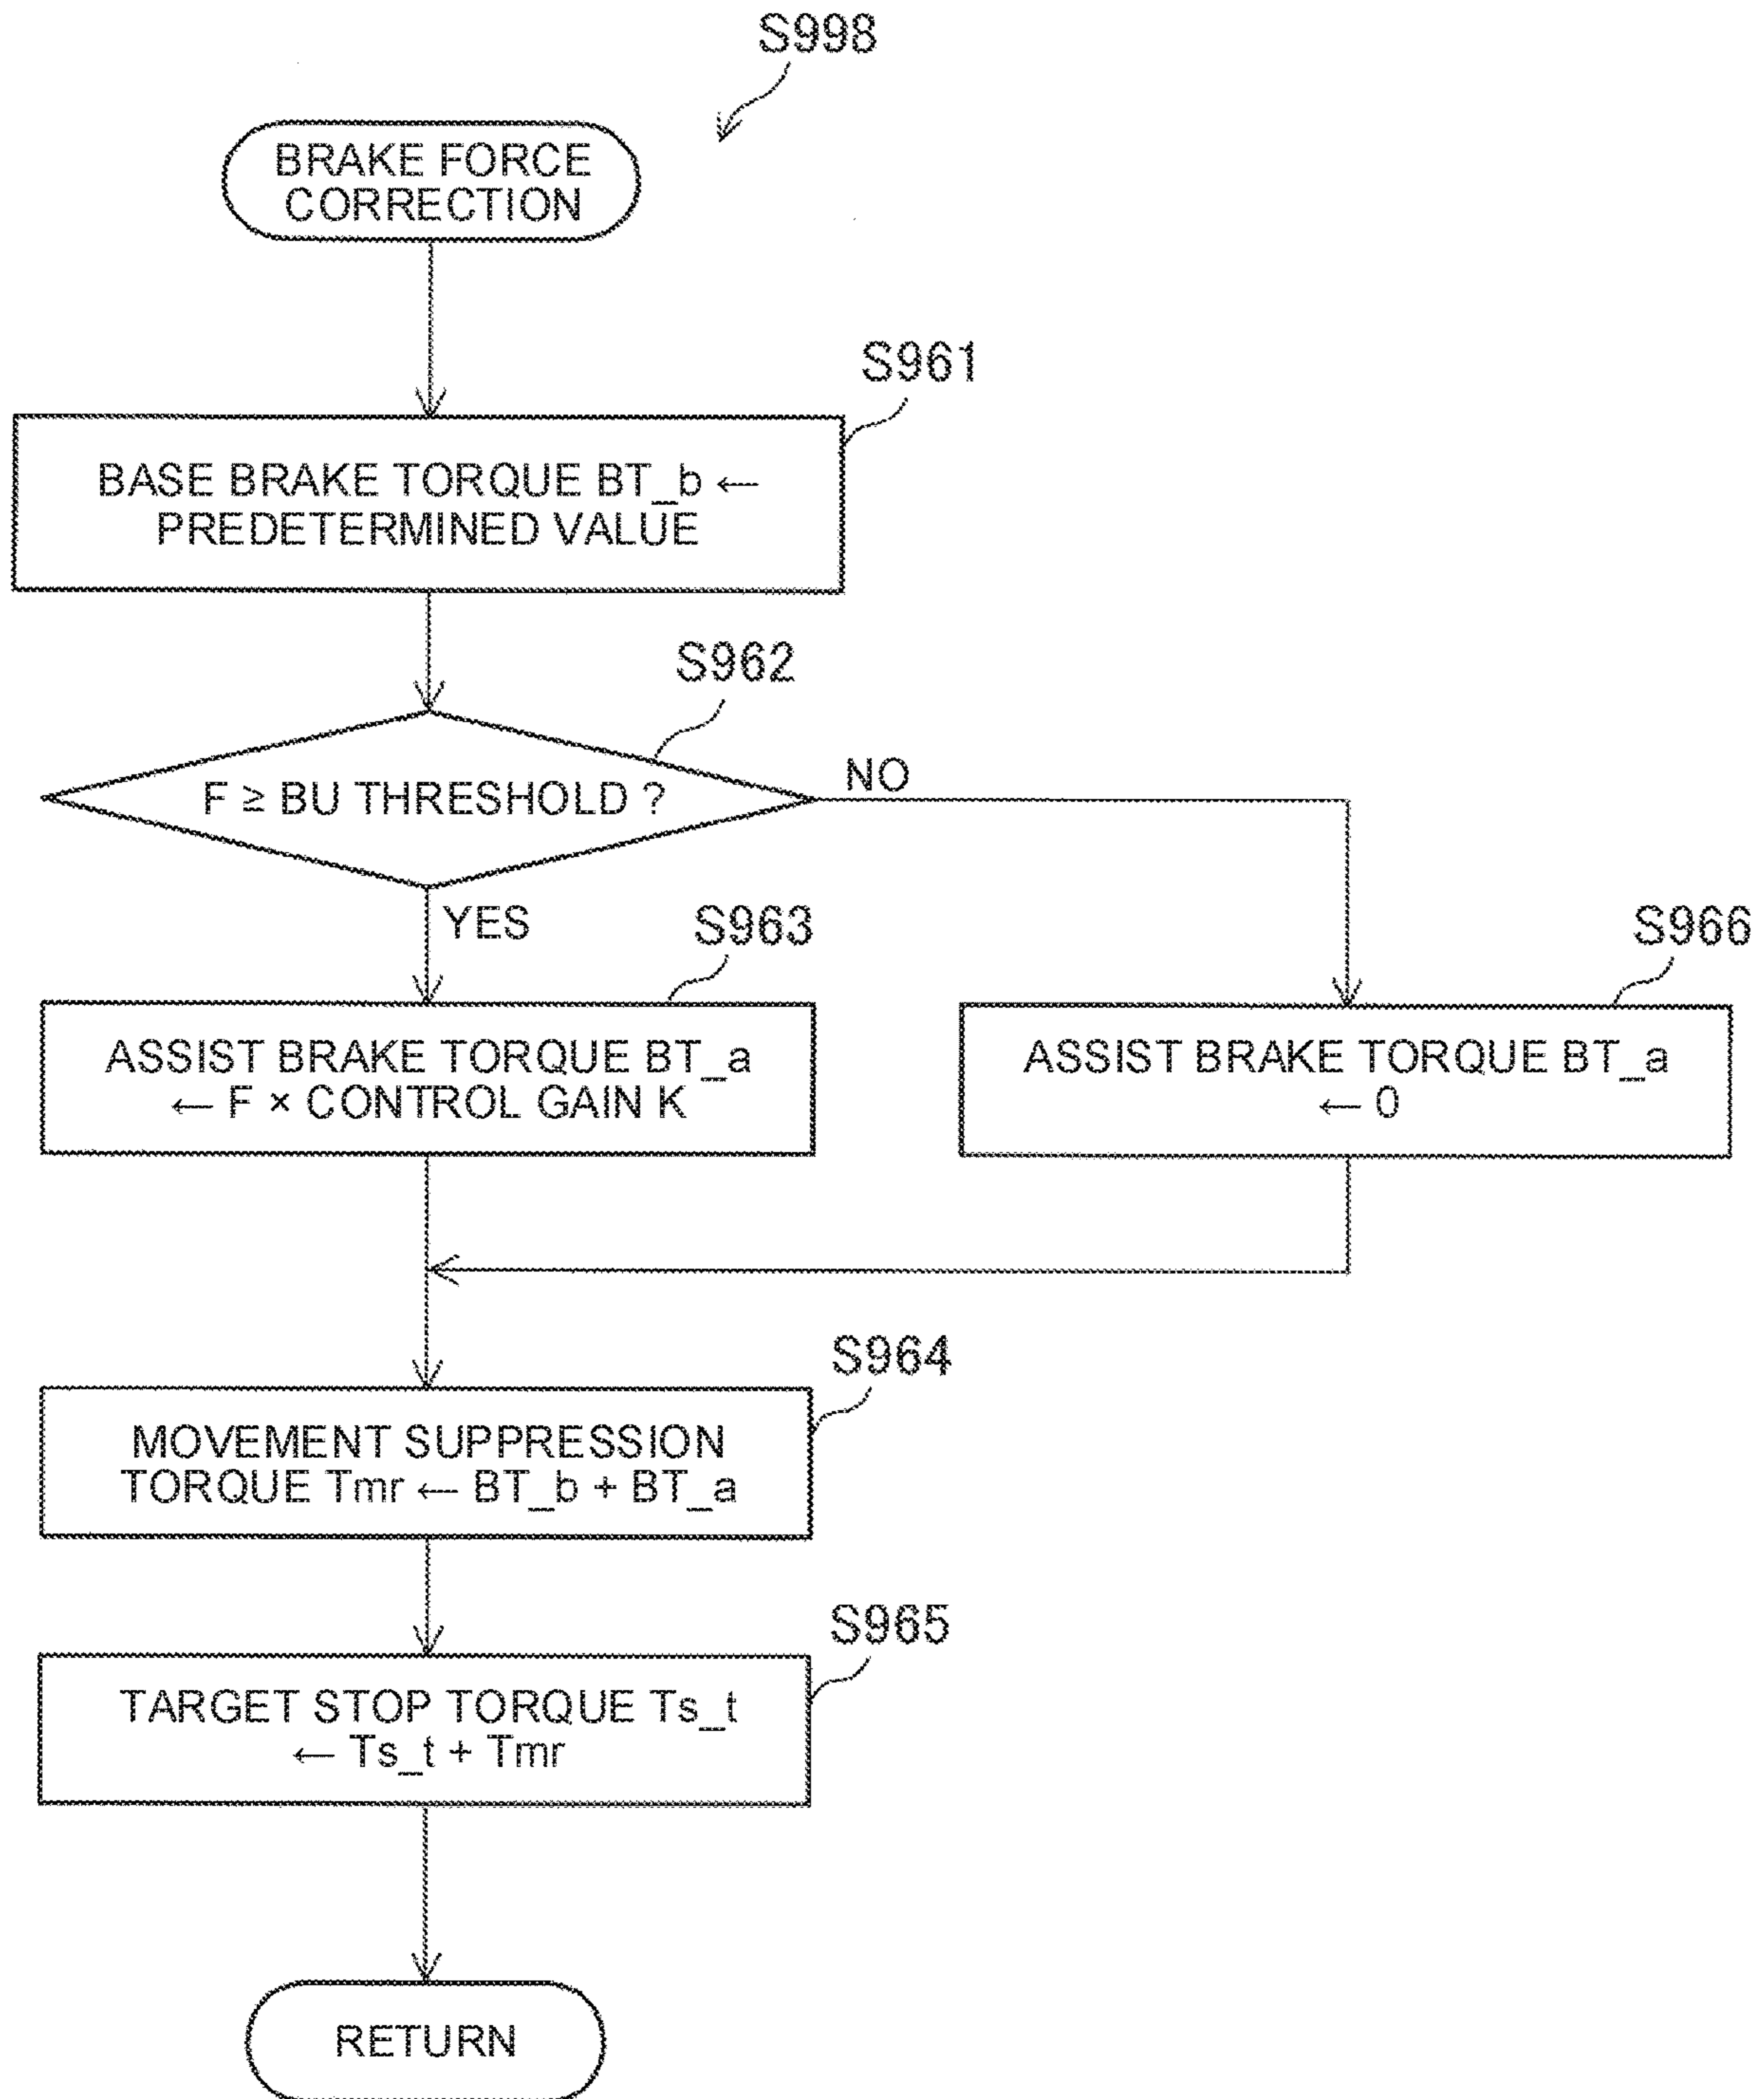 S998
BRAKE FORCE
CORRECTION
S961
BASE BRAKE TORQUE BT_b ←
PREDETERMINED VALUE
S962
F ≥ BU THRESHOLD ?
NO
YES
S963
S966
ASSIST BRAKE TORQUE BT_a
← F × CONTROL GAIN K
ASSIST BRAKE TORQUE BT_a
← 0
S964
MOVEMENT SUPPRESSION
TORQUE Tmr ← BT_b + BT_a
S965
TARGET STOP TORQUE Ts_t
← Ts_t + Tmr
RETURN